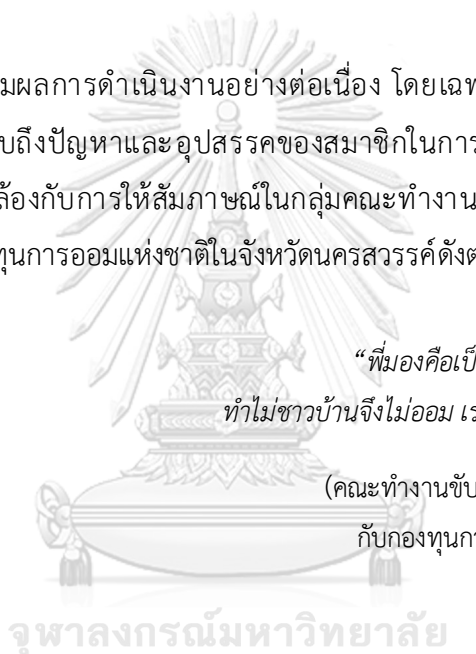 มผลการดำเนินงานอย่างต่อเนื่อง โดยเฉพ
บถึงปัญหาและอุปสรรคของสมาชิกในการ
ล้องกับการให้สัมภาษณ์ในกลุ่มคณะทำงาน
ทุนการออมแห่งชาติในจังหวัดนครสวรรค์ดังต
“พี่มองคือเป็
ทำไม่ชาวบ้านจึงไม่ออม เร
(คณะทำงานขับ
กับกองทุนกา
จุฬาลงกรณ์มหาวิทยาลัย